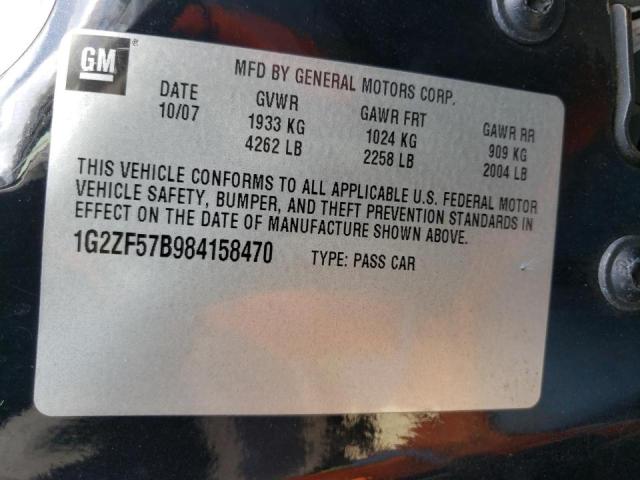 GM
MFD BY GENERAL MOTORS CORP.
DATE GVWR GAWR FRT GAWR RR
10/07 1933 KG 1024 KG 909 KG
4262 LB 2258 LB 2004 LB
THIS VEHICLE CONFORMS TO ALL APPLICABLE U.S. FEDERAL MOTOR
VEHICLE SAFETY, BUMPER, AND THEFT PREVENTION STANDARDS IN
EFFECT ON THE DATE OF MANUFACTURE SHOWN ABOVE.
1G2ZF57B984158470 TYPE: PASS CAR